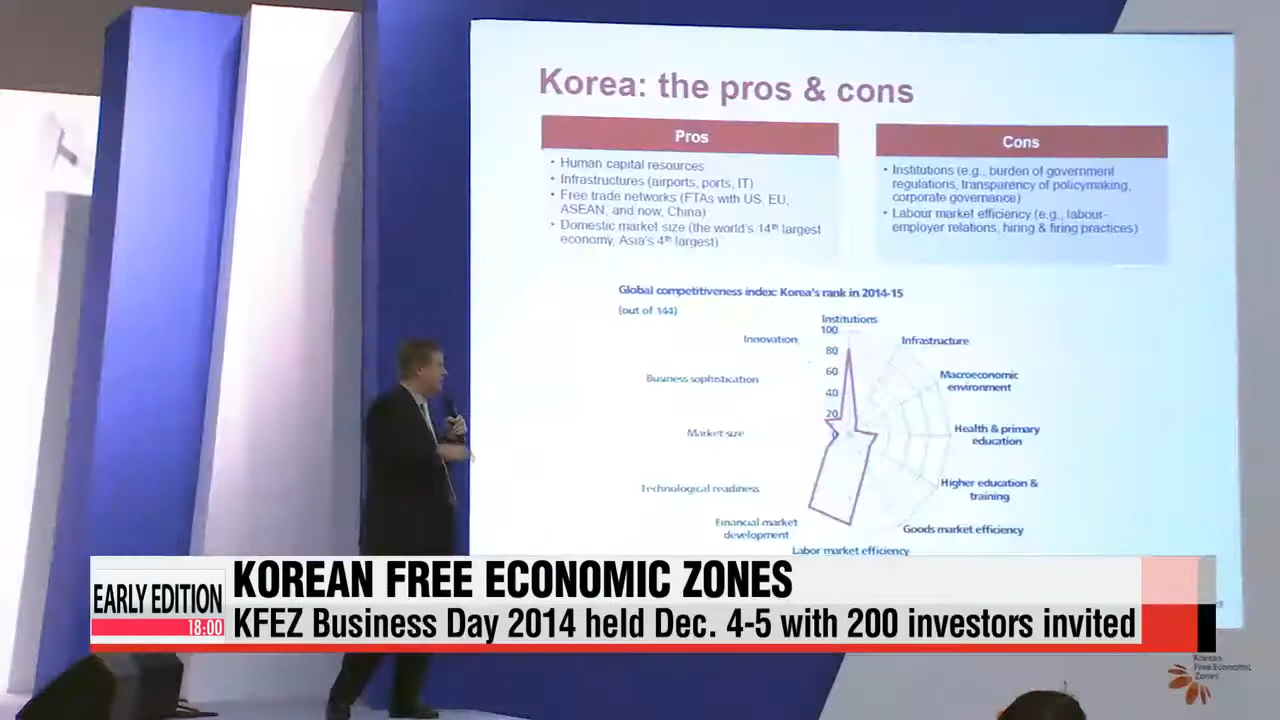 Korea: the pros & cons
Pros
• Human capital resources
• Infrastructures (airports, ports, IT)
• Free trade networks (FTAs with US, EU,
ASEAN, and now, China)
• Domestic market size (the world's 14th largest
economy, Asia's 4th largest)
Cons
• Institutions (e.g., burden of government
regulations, transparency of policymaking,
corporate governance)
• Labour market efficiency (e.g., labour-
employer relations, hiring & firing practices)
Global competitiveness index: Korea's rank in 2014-15
(out of 144)
Institutions
100
80
60
40
20
Infrastructure
Macroeconomic
environment
Health & primary
education
Higher education &
training
Goods market efficiency
Labor market efficiency
Financial market
development
Technological readiness
Market size
Business sophistication
Innovation
EARLY EDITION
18:00
KOREAN FREE ECONOMIC ZONES
KFEZ Business Day 2014 held Dec. 4-5 with 200 investors invited
Korean
Free Economic
Zones